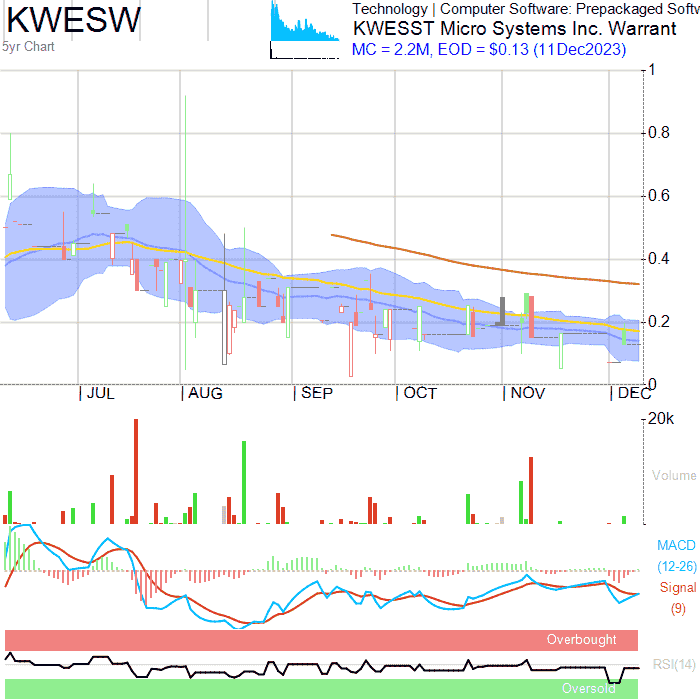 KWESW
5yr Chart
Technology | Computer Software: Prepackaged Softw
KWESST Micro Systems Inc. Warrant
MC = 2.2M, EOD = $0.13 (11Dec2023)
1
0.8
0.6
0.4
0.2
0
JUL AUG SEP OCT NOV DEC
20k
Volume
MACD
(12-26)
Signal
(9)
Overbought
RSI(14)
Oversold